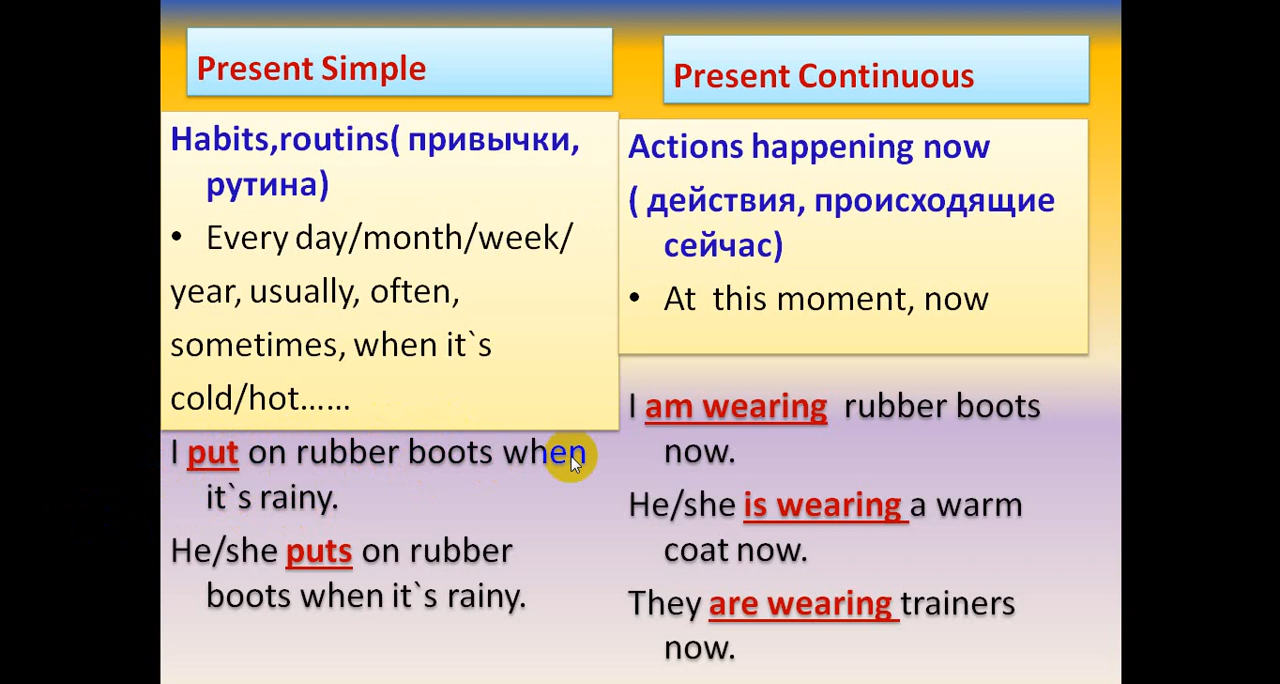 Present Simple
Habits,routins( привычки,
рутина)
• Every day/month/week/
year, usually, often,
sometimes, when it`s
cold/hot……
I put on rubber boots when
it`s rainy.
He/she puts on rubber
boots when it`s rainy.
Present Continuous
Actions happening now
( действия, происходящие
сейчас)
• At  this moment, now
I am wearing  rubber boots
now.
He/she is wearing a warm
coat now.
They are wearing trainers
now.